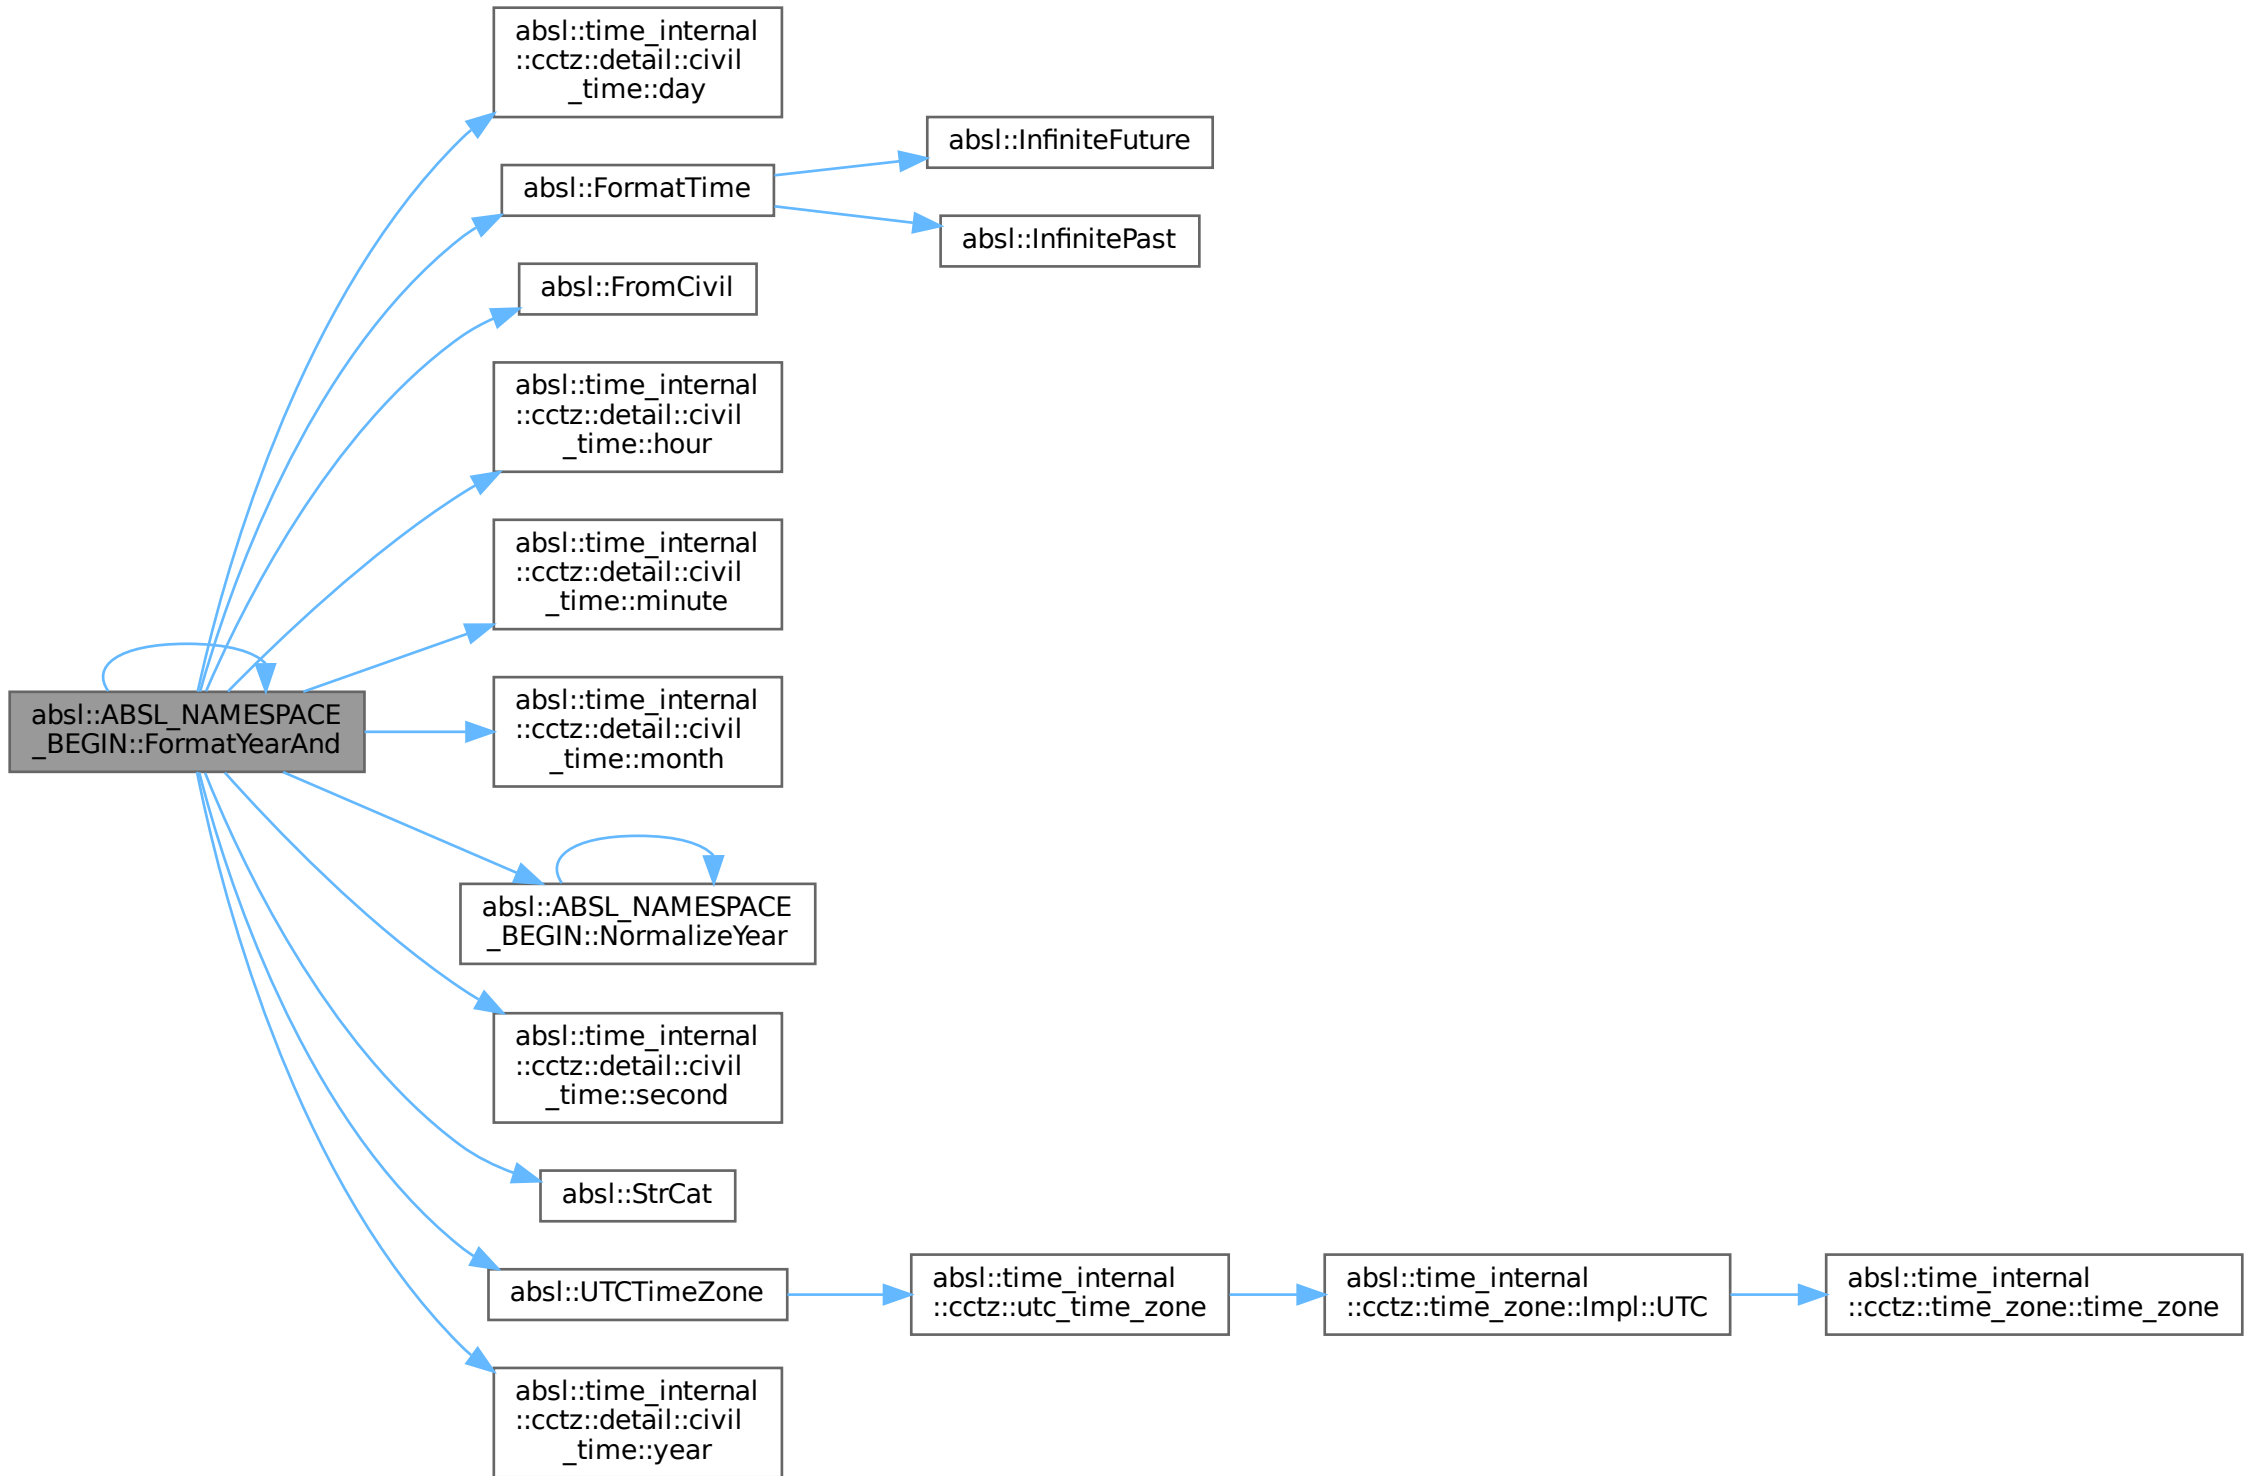 absl::time_internal
::cctz::detail::civil
_time::day
absl::FormatTime
absl::InfiniteFuture
absl::InfinitePast
absl::FromCivil
absl::time_internal
::cctz::detail::civil
_time::hour
absl::time_internal
::cctz::detail::civil
_time::minute
absl::ABSL_NAMESPACE
_BEGIN::FormatYearAnd
absl::time_internal
::cctz::detail::civil
_time::month
absl::ABSL_NAMESPACE
_BEGIN::NormalizeYear
absl::time_internal
::cctz::detail::civil
_time::second
absl::StrCat
absl::UTCTimeZone
absl::time_internal
::cctz::utc_time_zone
absl::time_internal
::cctz::time_zone::Impl::UTC
absl::time_internal
::cctz::time_zone::time_zone
absl::time_internal
::cctz::detail::civil
_time::year